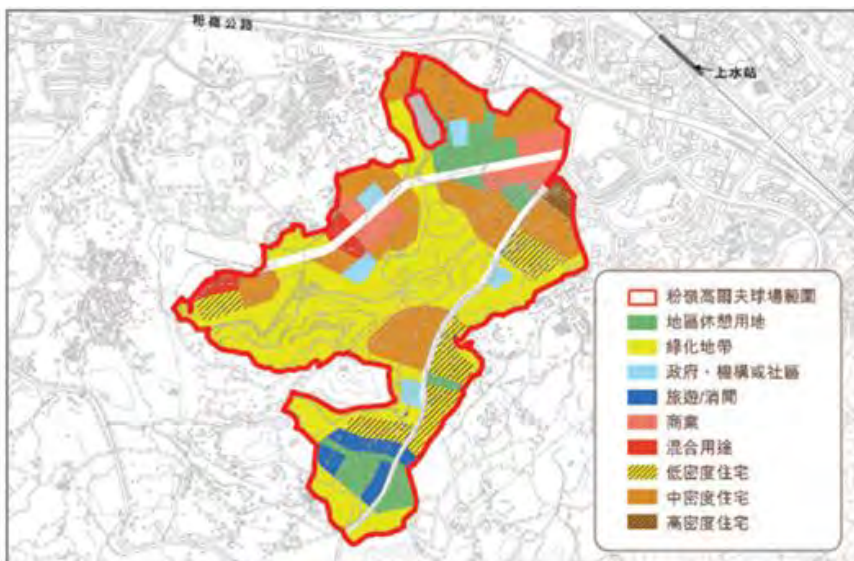 粉嶺公路
上水站
粉嶺高爾夫球場範圍
地區休憩用地
綠化地帶
政府、機構或社區
旅遊/消閒
商業
混合用途
低密度住宅
中密度住宅
高密度住宅